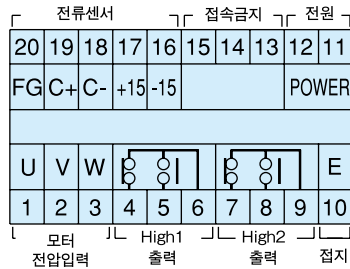 전류센서 접속금지 전원
20 19 18 17 16 15 14 13 12 11
FG C+ C- +15 -15 POWER
U V W E
1 2 3 4 5 6 7 8 9 10
모터 전압입력 High1 출력 High2 출력 접지